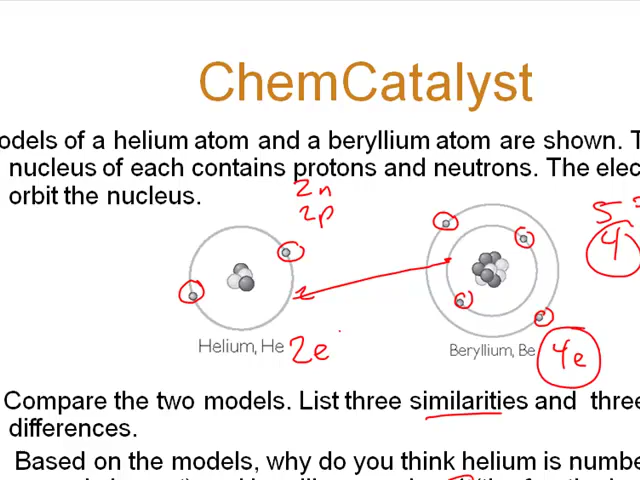 ChemCatalyst
odels of a helium atom and a beryllium atom are shown. T
nucleus of each contains protons and neutrons. The elec
orbit the nucleus.
2n
2p
5
4
Helium, He 2e
Beryllium, Be 4e
Compare the two models. List three similarities and three
differences.
Based on the models, why do you think helium is numbe